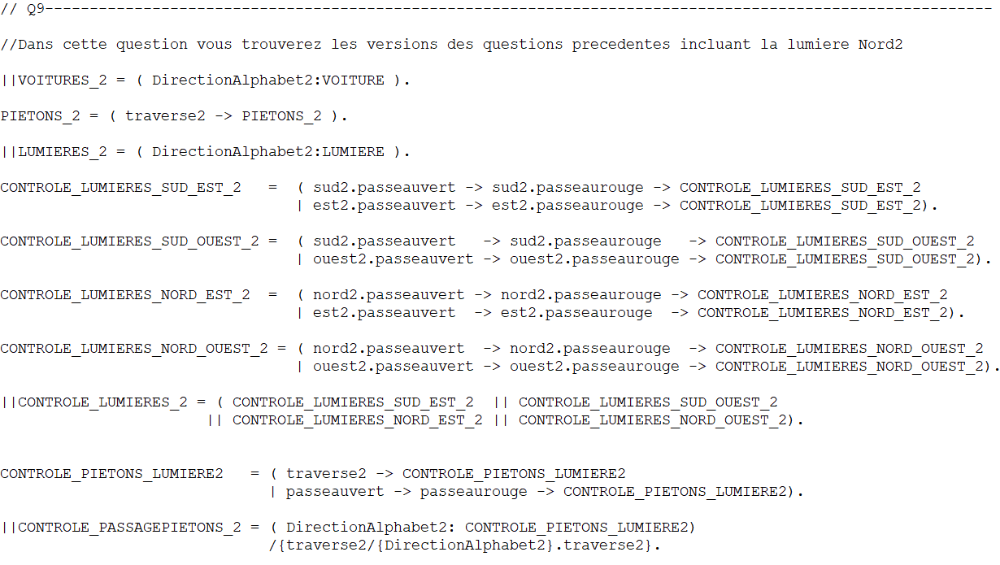 // Q9----------------------------------------------------------------------------------------------------------
//Dans cette question vous trouverez les versions des questions precedentes incluant la lumiere Nord2
||VOITURES_2 = ( DirectionAlphabet2:VOITURE ).
PIETONS_2 = ( traverse2 -> PIETONS_2 ).
||LUMIERES_2 = ( DirectionAlphabet2:LUMIERE ).
CONTROLE_LUMIERES_SUD_EST_2   =  ( sud2.passeauvert -> sud2.passeaurouge -> CONTROLE_LUMIERES_SUD_EST_2
| est2.passeauvert -> est2.passeaurouge -> CONTROLE_LUMIERES_SUD_EST_2).
CONTROLE_LUMIERES_SUD_OUEST_2 =  ( sud2.passeauvert   -> sud2.passeaurouge   -> CONTROLE_LUMIERES_SUD_OUEST_2
| ouest2.passeauvert -> ouest2.passeaurouge -> CONTROLE_LUMIERES_SUD_OUEST_2).
CONTROLE_LUMIERES_NORD_EST_2  =  ( nord2.passeauvert -> nord2.passeaurouge -> CONTROLE_LUMIERES_NORD_EST_2
| est2.passeauvert  -> est2.passeaurouge  -> CONTROLE_LUMIERES_NORD_EST_2).
CONTROLE_LUMIERES_NORD_OUEST_2 = ( nord2.passeauvert  -> nord2.passeaurouge  -> CONTROLE_LUMIERES_NORD_OUEST_2
| ouest2.passeauvert -> ouest2.passeaurouge -> CONTROLE_LUMIERES_NORD_OUEST_2).
||CONTROLE_LUMIERES_2 = ( CONTROLE_LUMIERES_SUD_EST_2  || CONTROLE_LUMIERES_SUD_OUEST_2
|| CONTROLE_LUMIERES_NORD_EST_2 || CONTROLE_LUMIERES_NORD_OUEST_2).
CONTROLE_PIETONS_LUMIERE2   = ( traverse2 -> CONTROLE_PIETONS_LUMIERE2
| passeauvert -> passeaurouge -> CONTROLE_PIETONS_LUMIERE2).
||CONTROLE_PASSAGEPIETONS_2 = ( DirectionAlphabet2: CONTROLE_PIETONS_LUMIERE2)
/{traverse2/{DirectionAlphabet2}.traverse2}.